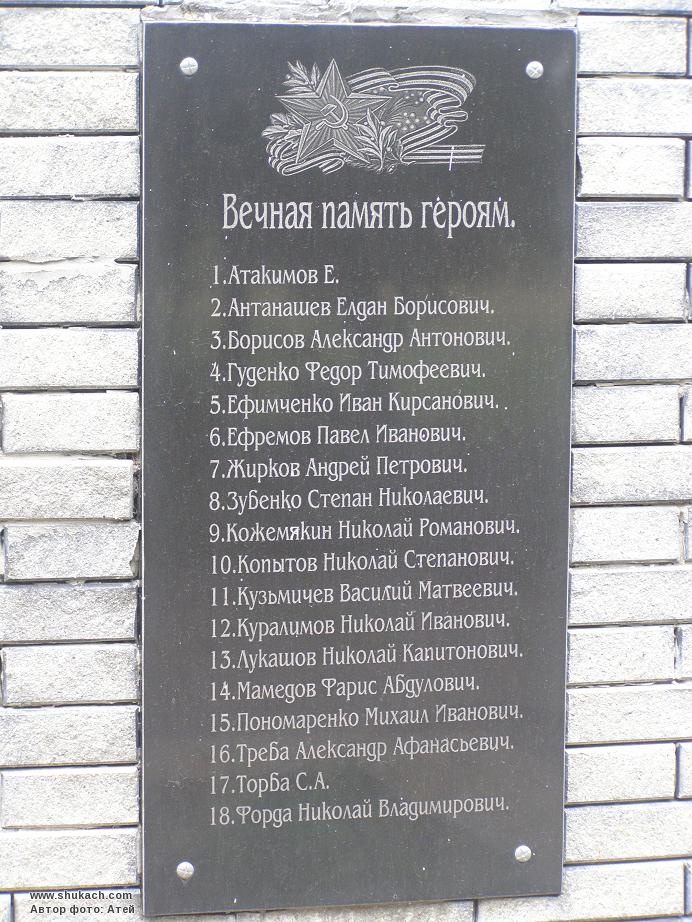 Вечная память героям.
1.Атакимов Е.
2.Антанашев Елдан Борисович.
3.Борисов Александр Антонович.
4.Гуденко Федор Тимофеевич.
5.Ефимченко Иван Кирсанович.
6.Ефремов Павел Иванович.
7.Жирков Андрей Петрович.
8.Зубенко Степан Николаевич.
9.Кожемякин Николай Романович.
10.Копытов Николай Степанович.
11.Кузьмичев Василий Матвеевич.
12.Куралимов Николай Иванович.
13.Лукашов Николай Капитонович.
14.Мамедов Фарис Абдулович.
15.Пономаренко Михаил Иванович.
16.Треба Александр Афанасьевич.
17.Торба С.А.
18.Форда Николай Владимирович.
www.shukach.com
Автор фото: Атей